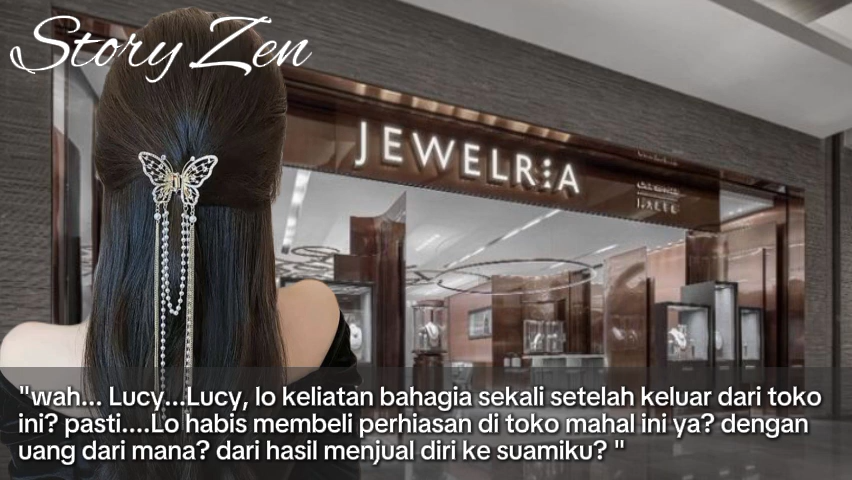 Story Zen
JEWELRIA
"wah... Lucy...Lucy, lo keliatan bahagia sekali setelah keluar dari toko
ini? pasti....Lo habis membeli perhiasan di toko mahal ini ya? dengan
uang dari mana? dari hasil menjual diri ke suamiku? "